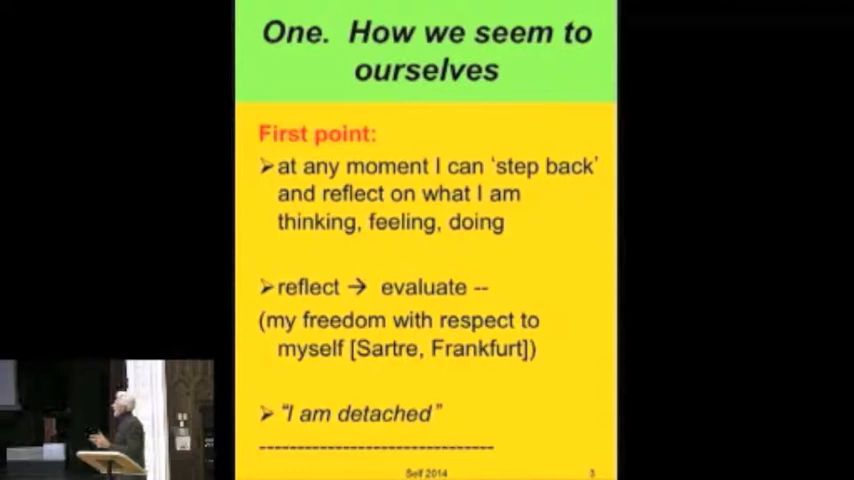 One. How we seem to
ourselves
First point:
➢at any moment I can ‘step back’
and reflect on what I am
thinking, feeling, doing
➢reflect → evaluate --
(my freedom with respect to
myself [Sartre, Frankfurt])
➢ “I am detached”
------------------------------
Self 2014
3